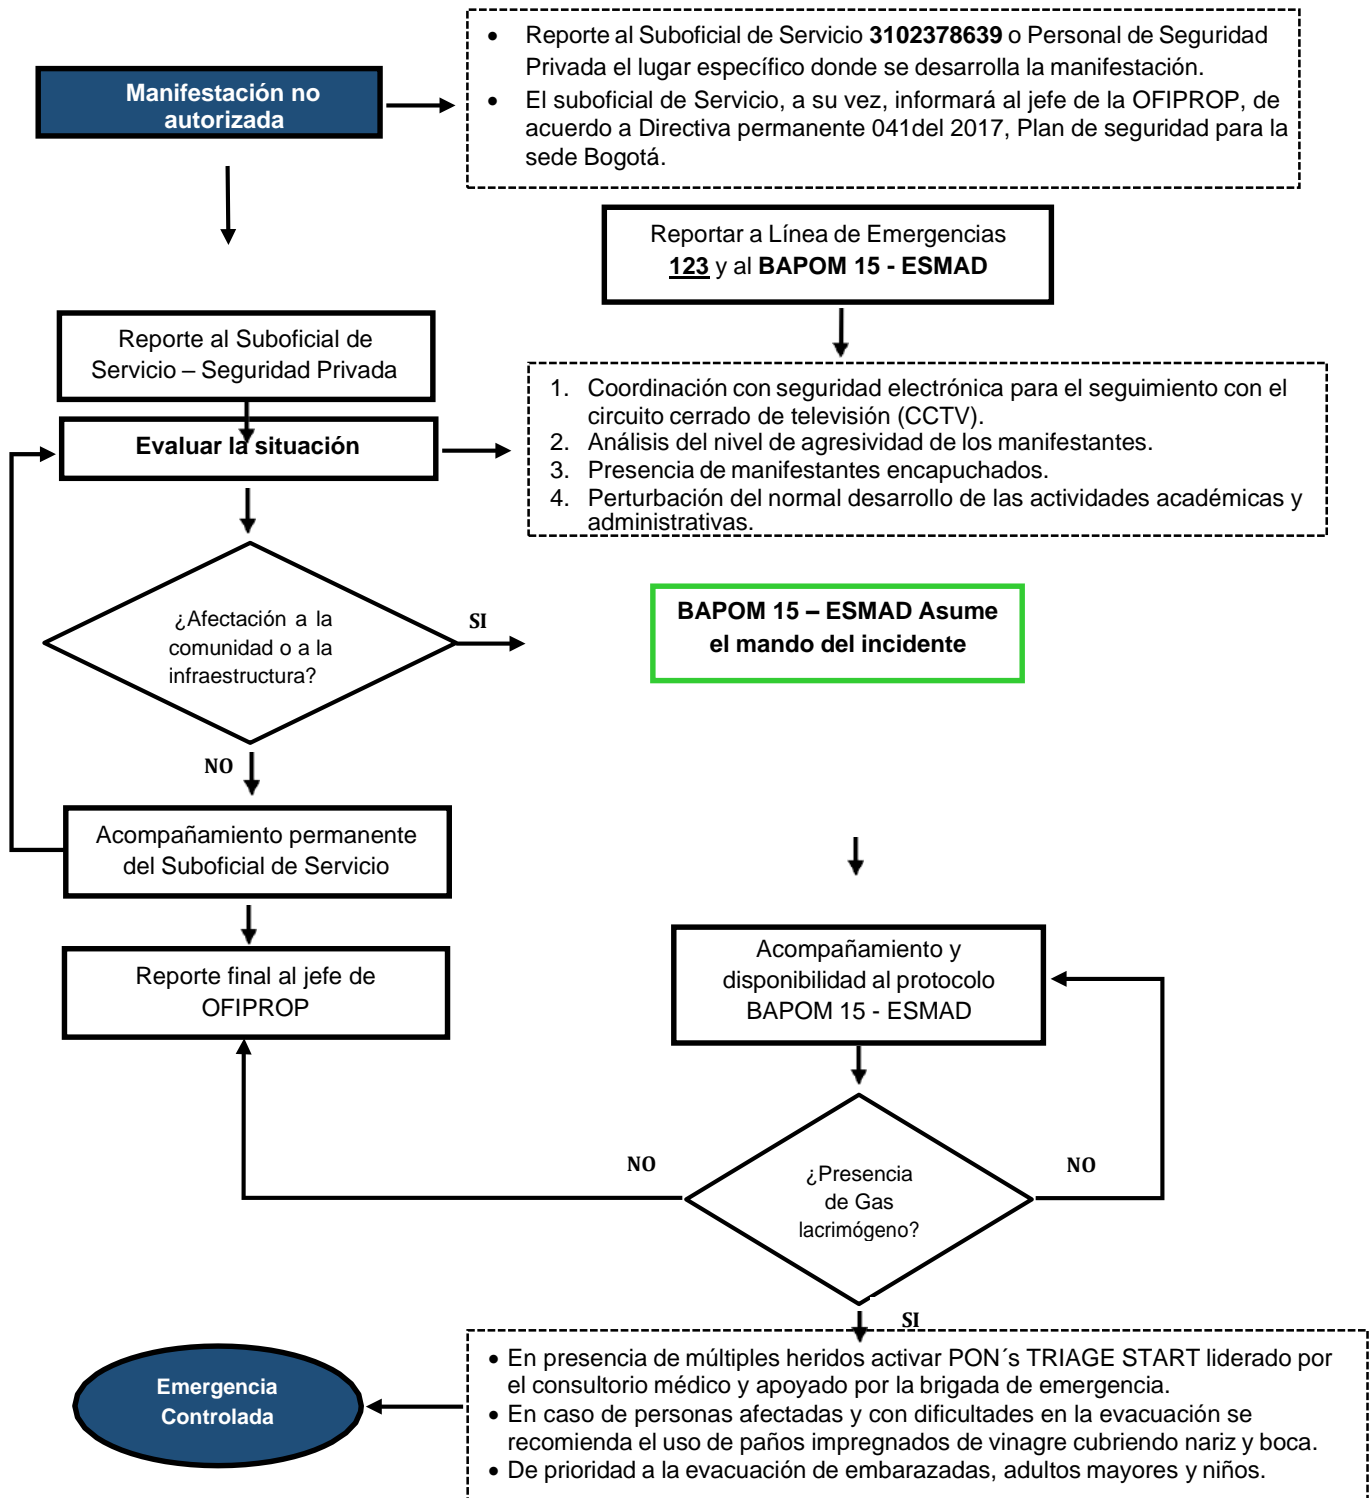 Manifestación no
autorizada
• Reporte al Suboficial de Servicio 3102378639 o Personal de Seguridad
Privada el lugar específico donde se desarrolla la manifestación.
• El suboficial de Servicio, a su vez, informará al jefe de la OFIPROP, de
acuerdo a Directiva permanente 041del 2017, Plan de seguridad para la
sede Bogotá.
Reportar a Línea de Emergencias
123 y al BAPOM 15 - ESMAD
Reporte al Suboficial de
Servicio – Seguridad Privada
Evaluar la situación
1. Coordinación con seguridad electrónica para el seguimiento con el
circuito cerrado de televisión (CCTV).
2. Análisis del nivel de agresividad de los manifestantes.
3. Presencia de manifestantes encapuchados.
4. Perturbación del normal desarrollo de las actividades académicas y
administrativas.
¿Afectación a la
comunidad o a la
infraestructura?
SI
BAPOM 15 – ESMAD Asume
el mando del incidente
NO
Acompañamiento permanente
del Suboficial de Servicio
Reporte final al jefe de
OFIPROP
Acompañamiento y
disponibilidad al protocolo
BAPOM 15 - ESMAD
NO
¿Presencia
de Gas
lacrimógeno?
NO
SI
Emergencia
Controlada
• En presencia de múltiples heridos activar PON´s TRIAGE START liderado por
el consultorio médico y apoyado por la brigada de emergencia.
• En caso de personas afectadas y con dificultades en la evacuación se
recomienda el uso de paños impregnados de vinagre cubriendo nariz y boca.
• De prioridad a la evacuación de embarazadas, adultos mayores y niños.